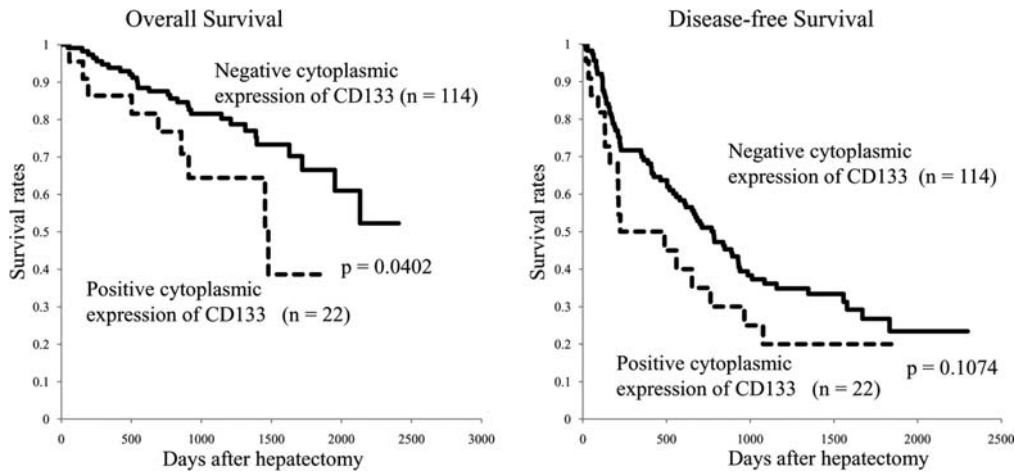 Overall Survival
1
0.9
0.8
0.7
0.6
0.5
0.4
0.3
0.2
0.1
0
Survival rates
Negative cytoplasmic
expression of CD133 (n = 114)
p = 0.0402
Positive cytoplasmic
expression of CD133 (n = 22)
0 500 1000 1500 2000 2500 3000
Days after hepatectomy
Disease-free Survival
1
0.9
0.8
0.7
0.6
0.5
0.4
0.3
0.2
0.1
0
Survival rates
Negative cytoplasmic
expression of CD133 (n = 114)
Positive cytoplasmic
expression of CD133 (n = 22)
p = 0.1074
0 500 1000 1500 2000 2500
Days after hepatectomy